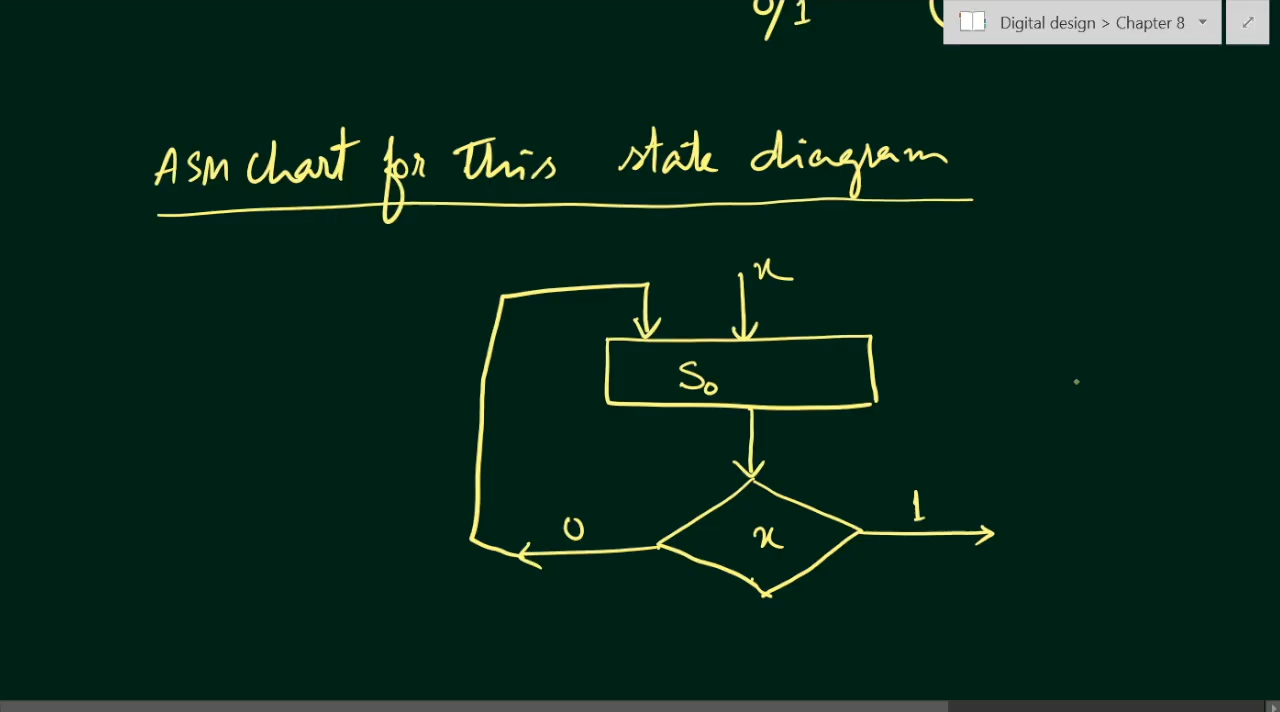 0/1
Digital design > Chapter 8
ASM chart for this state diagram
x
S0
0
x
1